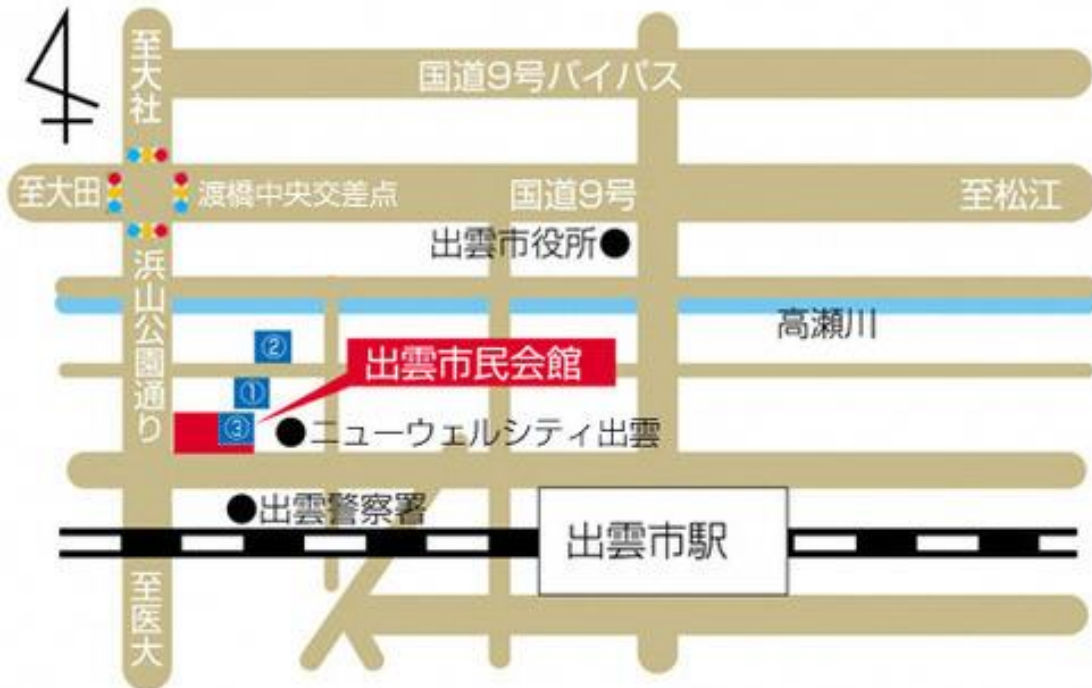 至大社
国道9号バイパス
至大田
渡橋中央交差点
国道9号
至松江
出雲市役所
浜山公園通り
高瀬川
②
出雲市民会館
①
③
ニューウェルシティ出雲
出雲警察署
出雲市駅
至医大